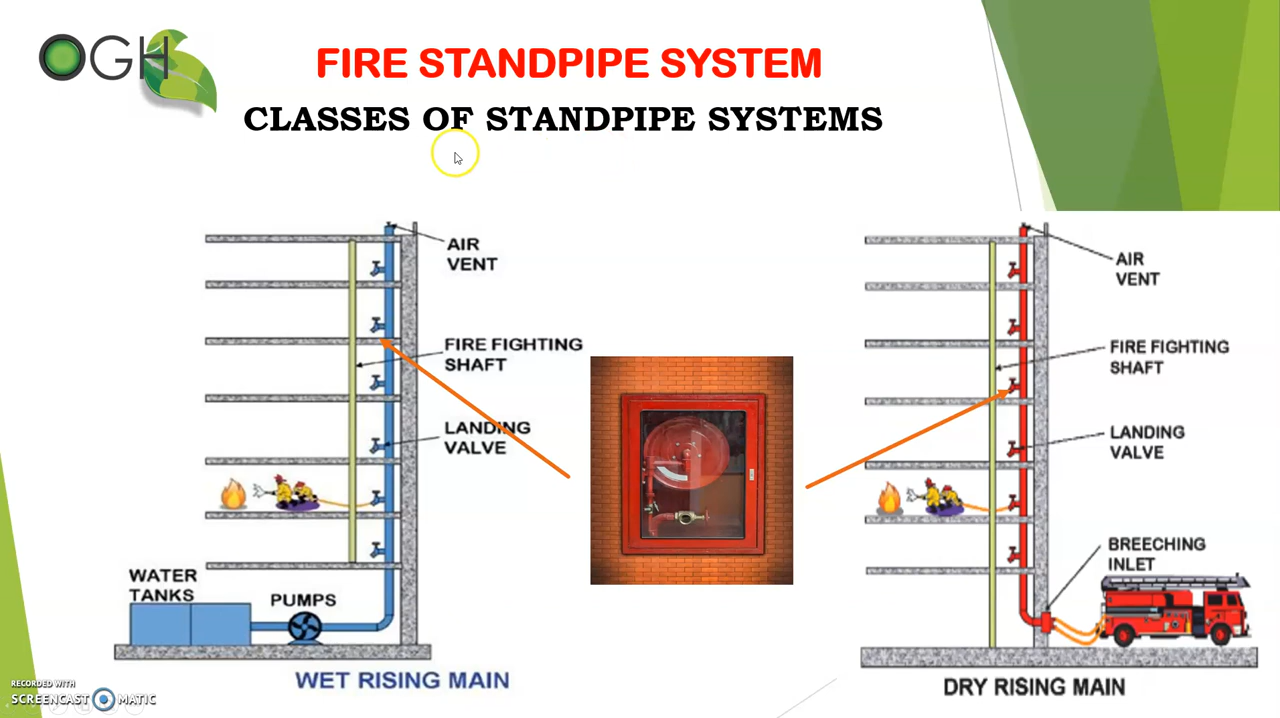 OGH
FIRE STANDPIPE SYSTEM
CLASSES OF STANDPIPE SYSTEMS
AIR
VENT
FIRE FIGHTING
SHAFT
LANDING
VALVE
WATER
TANKS
PUMPS
WET RISING MAIN
AIR
VENT
FIRE FIGHTING
SHAFT
LANDING
VALVE
BREECHING
INLET
DRY RISING MAIN
RECORDED WITH
SCREENCAST MATIC